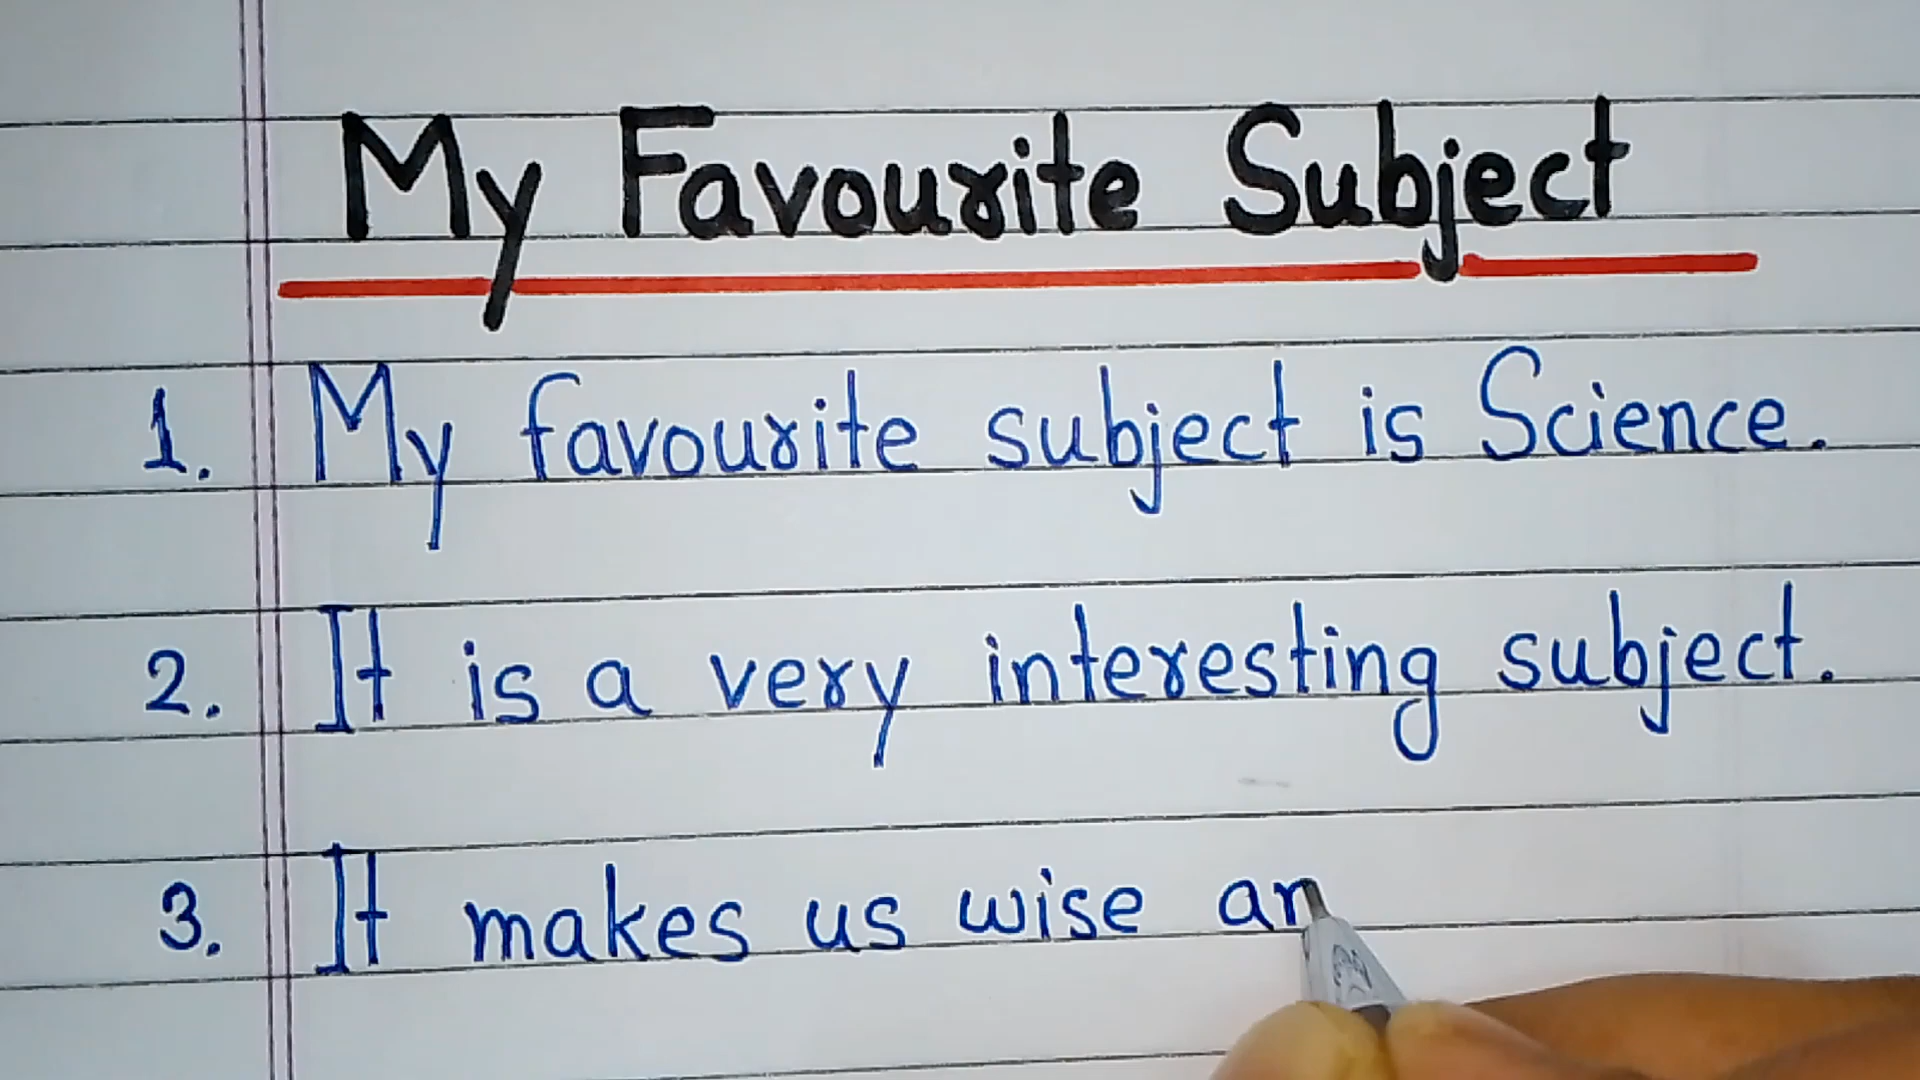 My Favourite Subject
1. My favourite subject is Science.
2. It is a very interesting subject.
3. It makes us wise an